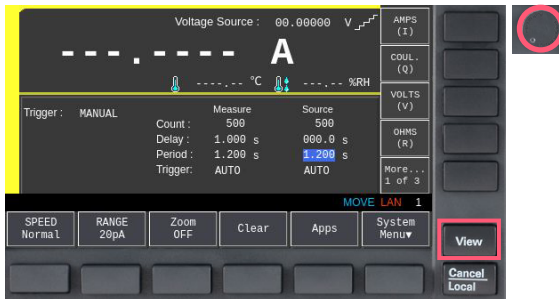 Voltage Source : 00.00000 V
---.---- A
----.-- °C ---.-- %RH
AMPS
(I)
COUL.
(Q)
VOLTS
(V)
OHMS
(R)
More...
1 of 3
Trigger : MANUAL
Measure Source
Count : 500 500
Delay : 1.000 s 000.0 s
Period : 1.200 s 1.200 s
Trigger: AUTO AUTO
MOVE LAN 1
SPEED
Normal
RANGE
20pA
Zoom
OFF
Clear
Apps
System
Menu▼
View
Cancel
Local